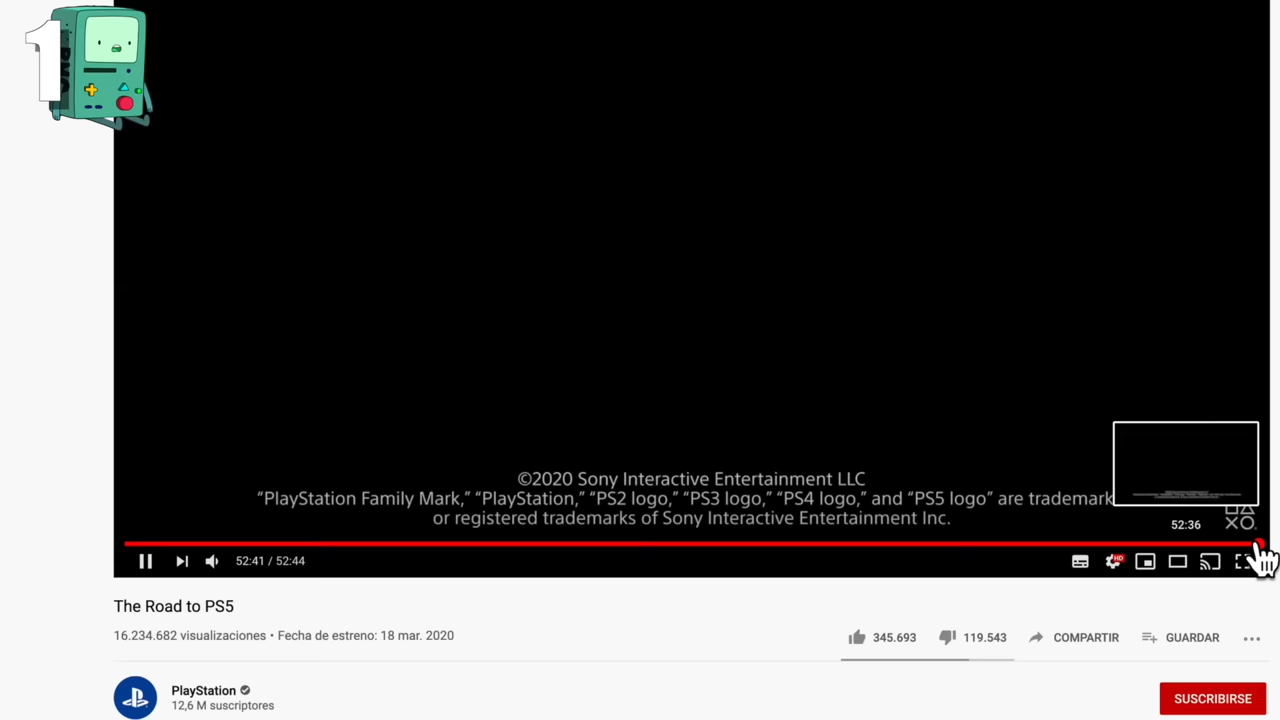 1
©2020 Sony Interactive Entertainment LLC
“PlayStation Family Mark,” “PlayStation,” “PS2 logo,” “PS3 logo,” “PS4 logo,” and “PS5 logo” are trademark
or registered trademarks of Sony Interactive Entertainment Inc.
52:36
52:41 / 52:44
HD
The Road to PS5
16.234.682 visualizaciones • Fecha de estreno: 18 mar. 2020
345.693
119.543
COMPARTIR
GUARDAR
PlayStation
12,6 M suscriptores
SUSCRIBIRSE